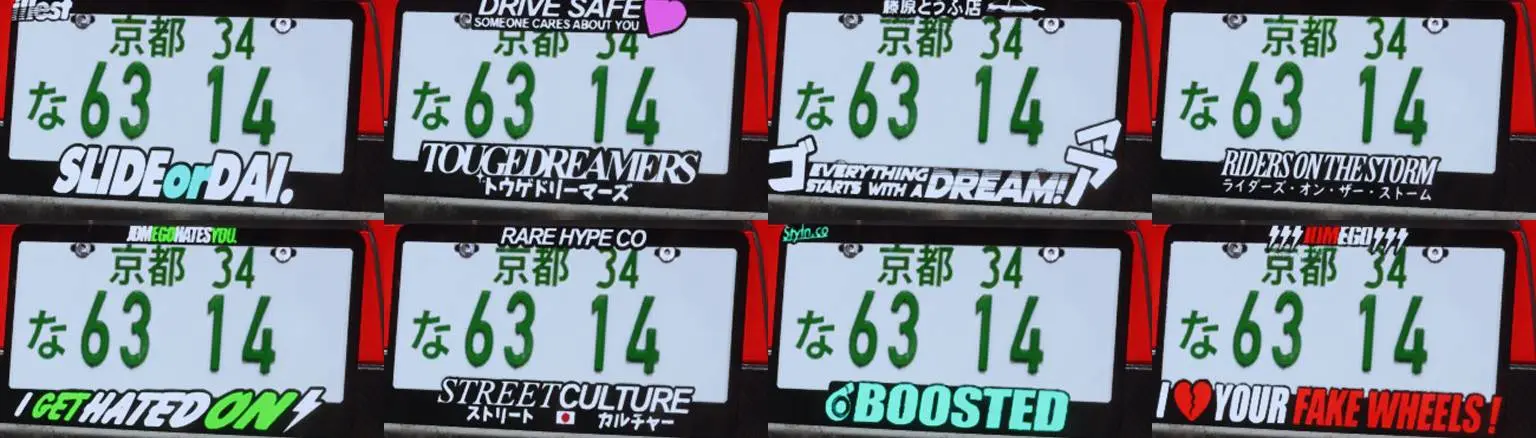 illest
京都 34
な 63 14
SLIDEorDAI.
DRIVE SAFE
SOMEONE CARES ABOUT YOU
京都 34
な 63 14
TOUGEDREAMERS
トウゲドリーマーズ
藤原とうふ店
京都 34
な 63 14
ゴ EVERYTHING STARTS WITH A DREAM! アア
京都 34
な 63 14
RIDERS ON THE STORM
ライダーズ・オン・ザー・ストーム
JDMEGOHATESYOU.
京都 34
な 63 14
I GET HATED ON
RARE HYPE CO
京都 34
な 63 14
STREETCULTURE
ストリート カルチャー
Styln.co
京都 34
な 63 14
BOOSTED
JDMEGO
京都 34
な 63 14
I YOUR FAKE WHEELS!